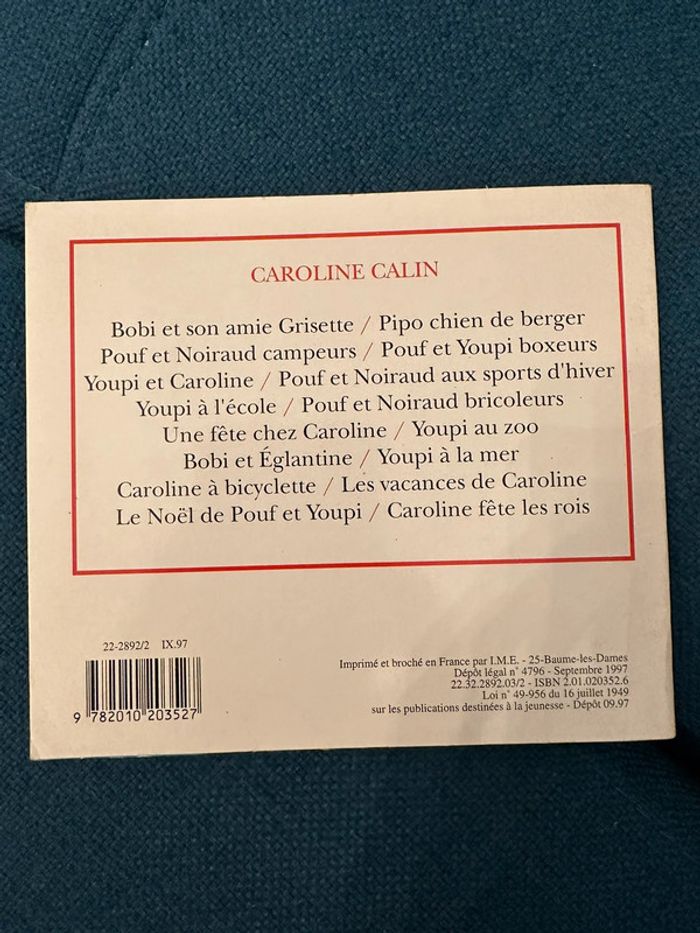 CAROLINE CALIN
Bobi et son amie Grisette / Pipo chien de berger
Pouf et Noiraud campeurs / Pouf et Youpi boxeurs
Youpi et Caroline / Pouf et Noiraud aux sports d'hiver
Youpi à l'école / Pouf et Noiraud bricoleurs
Une fête chez Caroline / Youpi au zoo
Bobi et Églantine / Youpi à la mer
Caroline à bicyclette / Les vacances de Caroline
Le Noël de Pouf et Youpi / Caroline fête les rois
22-2892/2 IX.97
9 782010 203527
Imprimé et broché en France par I.M.E. - 25-Baume-les-Dames
Dépôt légal n° 4796 - Septembre 1997
22.32.2892.03/2 - ISBN 2.01.020352.6
Loi n° 49-956 du 16 juillet 1949
sur les publications destinées à la jeunesse - Dépôt 09.97